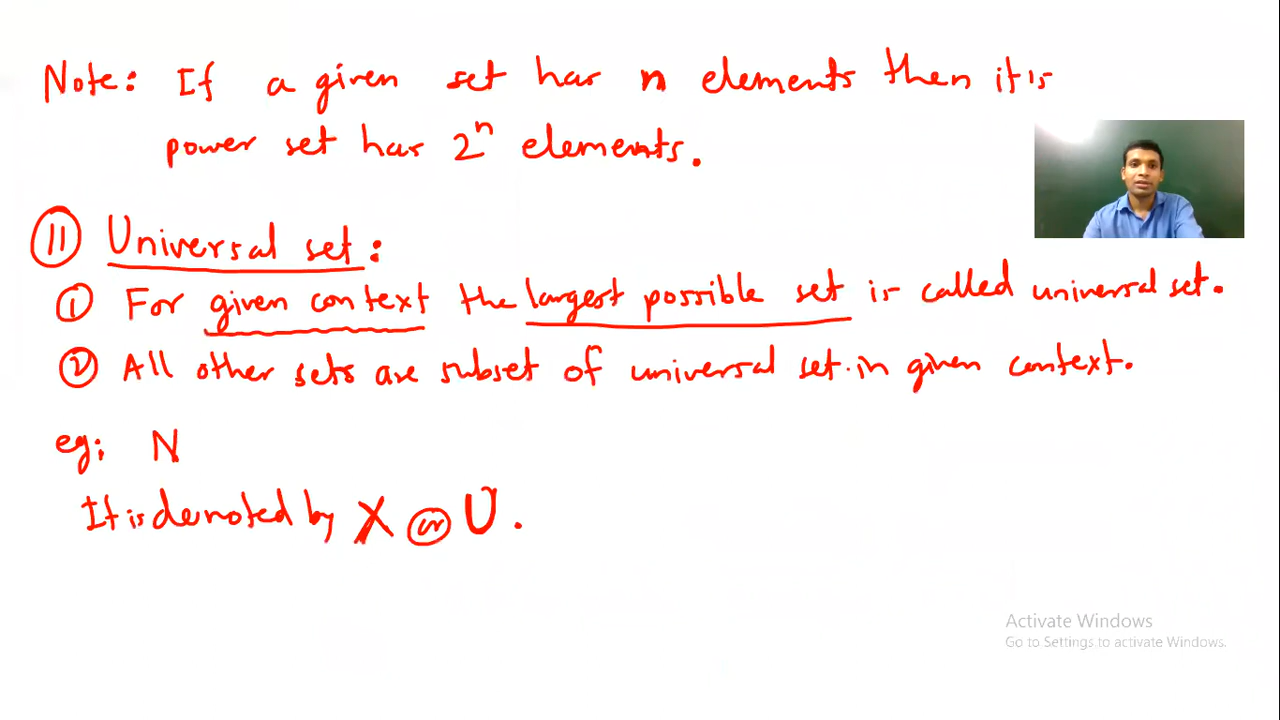 Note: If a given set has n elements then it's
power set has 2ⁿ elements.
11 Universal set:
1 For given context the largest possible set is called universal set.
2 All other sets are subset of universal set. in given context.
eg: N
It is denoted by X or U.
Activate Windows
Go to Settings to activate Windows.